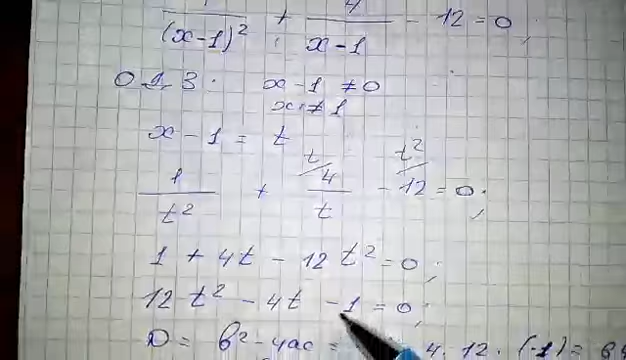 1/(x-1)² + 4/(x-1) - 12 = 0;
О Д З: x-1 ≠ 0
x ≠ 1
x - 1 = t
1/t² + 4/t - 12 = 0;
1 + 4t - 12t² = 0;
12t² - 4t - 1 = 0;
D = b² - 4ac = 4 · 12 · (-1) =